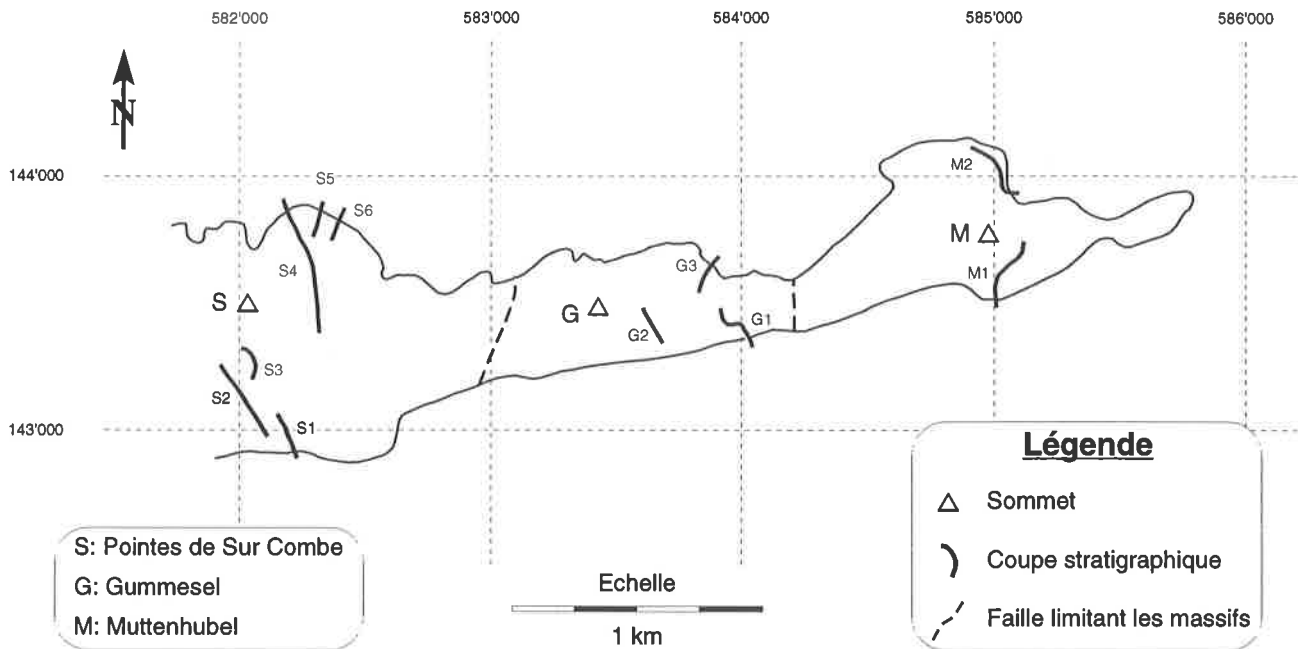 582'000 583'000 584'000 585'000 586'000
N
144'000
M2
S5
S6
M
S4
G3
M1
S
G
G1
G2
S3
S2
S1
143'000
Légende
Sommet
Coupe stratigraphique
Faille limitant les massifs
S: Pointes de Sur Combe
G: Gummesel
M: Muttenhubel
Echelle
1 km